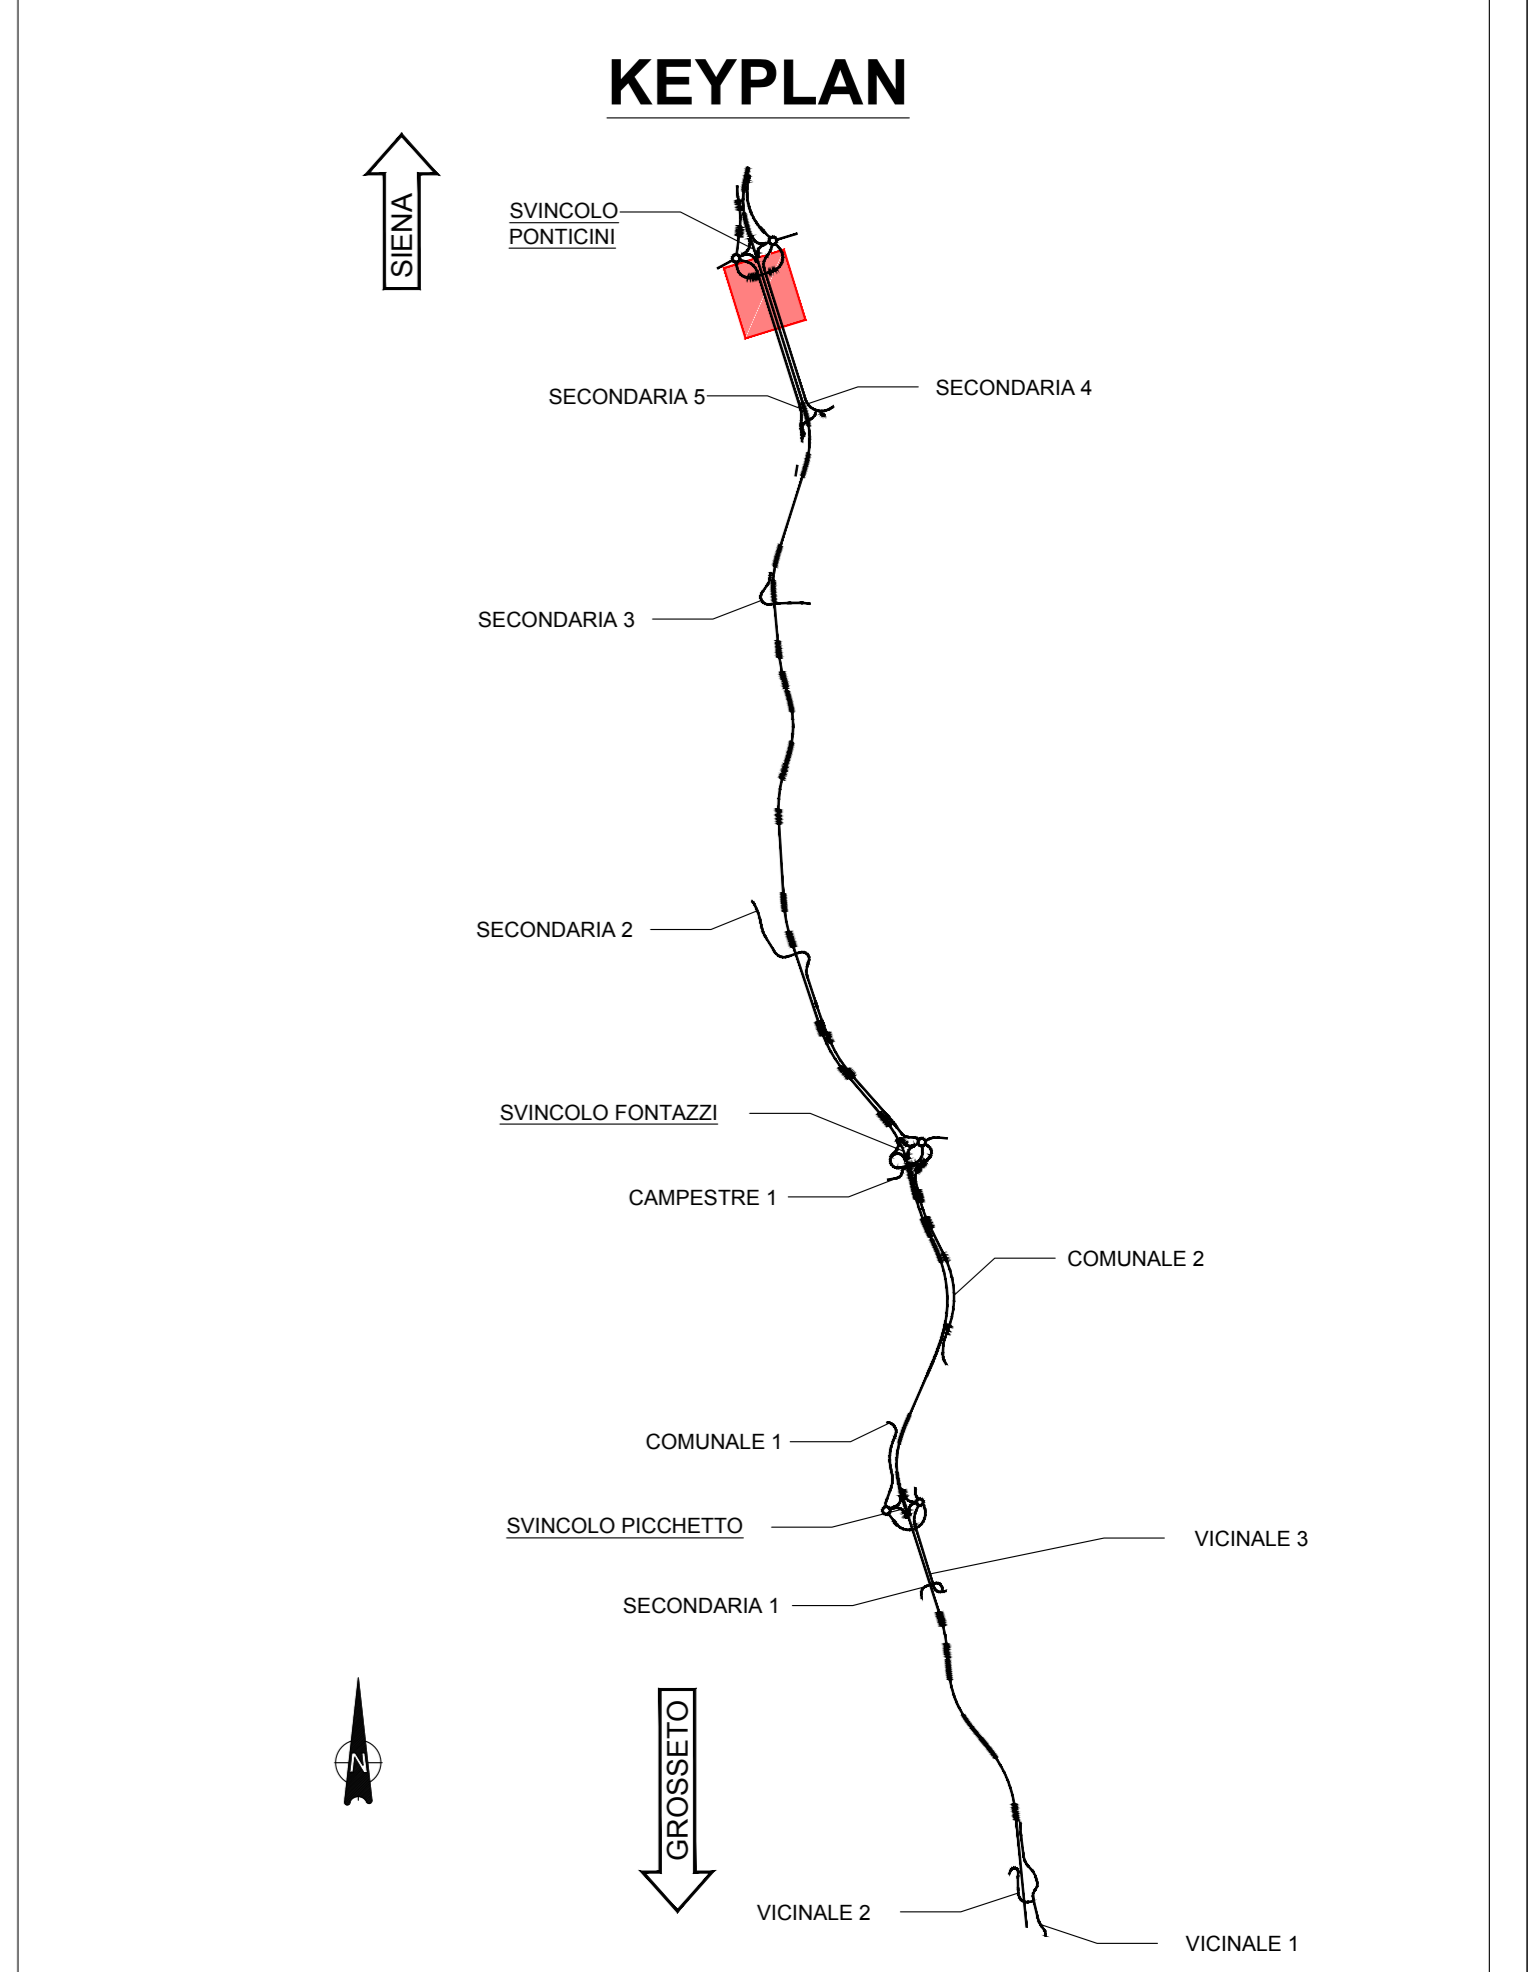 KEYPLAN
SIENA
SVINCOLO
PONTICINI
SECONDARIA 5
SECONDARIA 4
SECONDARIA 3
SECONDARIA 2
SVINCOLO FONTAZZI
CAMPESTRE 1
COMUNALE 2
COMUNALE 1
SVINCOLO PICCHETTO
VICINALE 3
SECONDARIA 1
N
GROSSETO
VICINALE 2
VICINALE 1